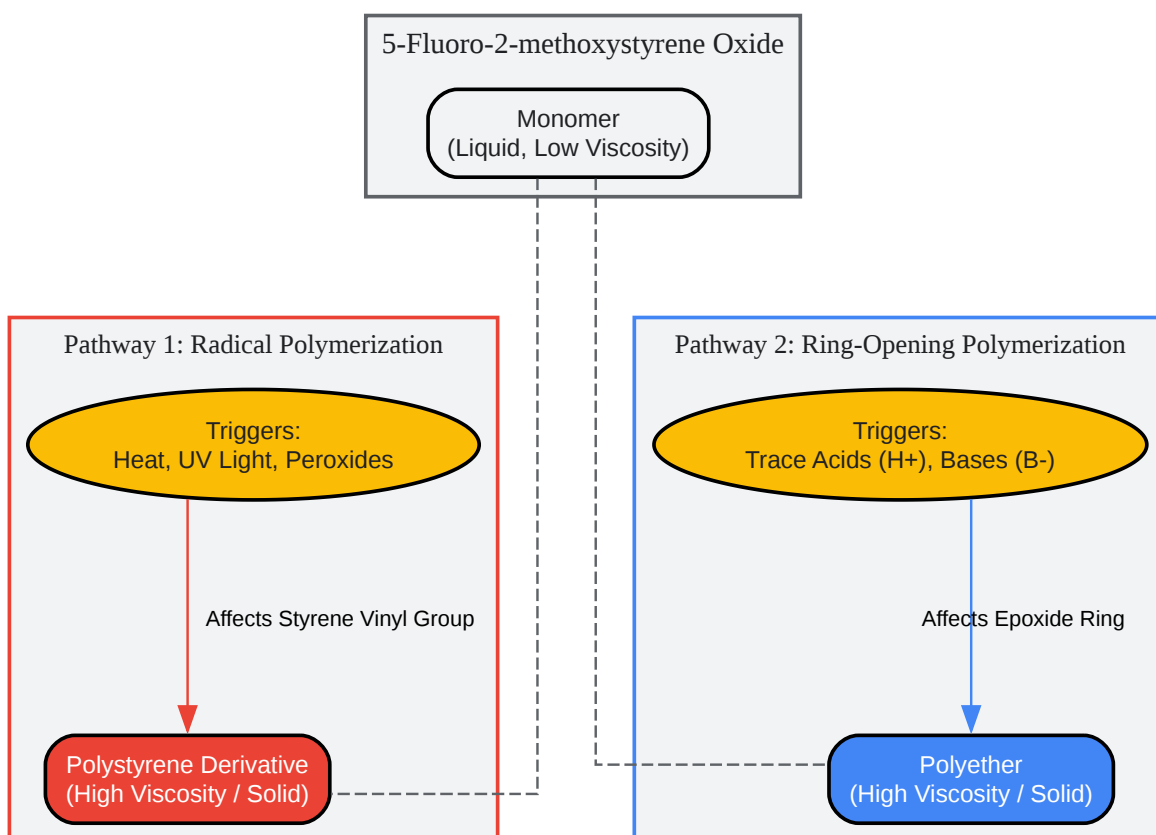 5-Fluoro-2-methoxystyrene Oxide
Monomer
(Liquid, Low Viscosity)
Pathway 1: Radical Polymerization
Triggers:
Heat, UV Light, Peroxides
Affects Styrene Vinyl Group
Polystyrene Derivative
(High Viscosity / Solid)
Pathway 2: Ring-Opening Polymerization
Triggers:
Trace Acids (H+), Bases (B-)
Affects Epoxide Ring
Polyether
(High Viscosity / Solid)